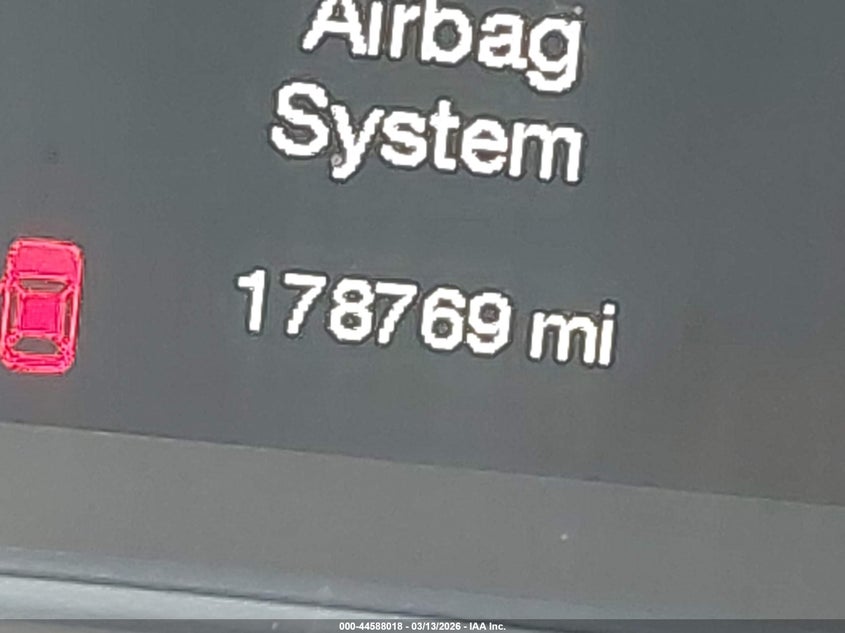 Airbag
System
178769 mi
000-44588018 - 03/13/2026 - IAA Inc.